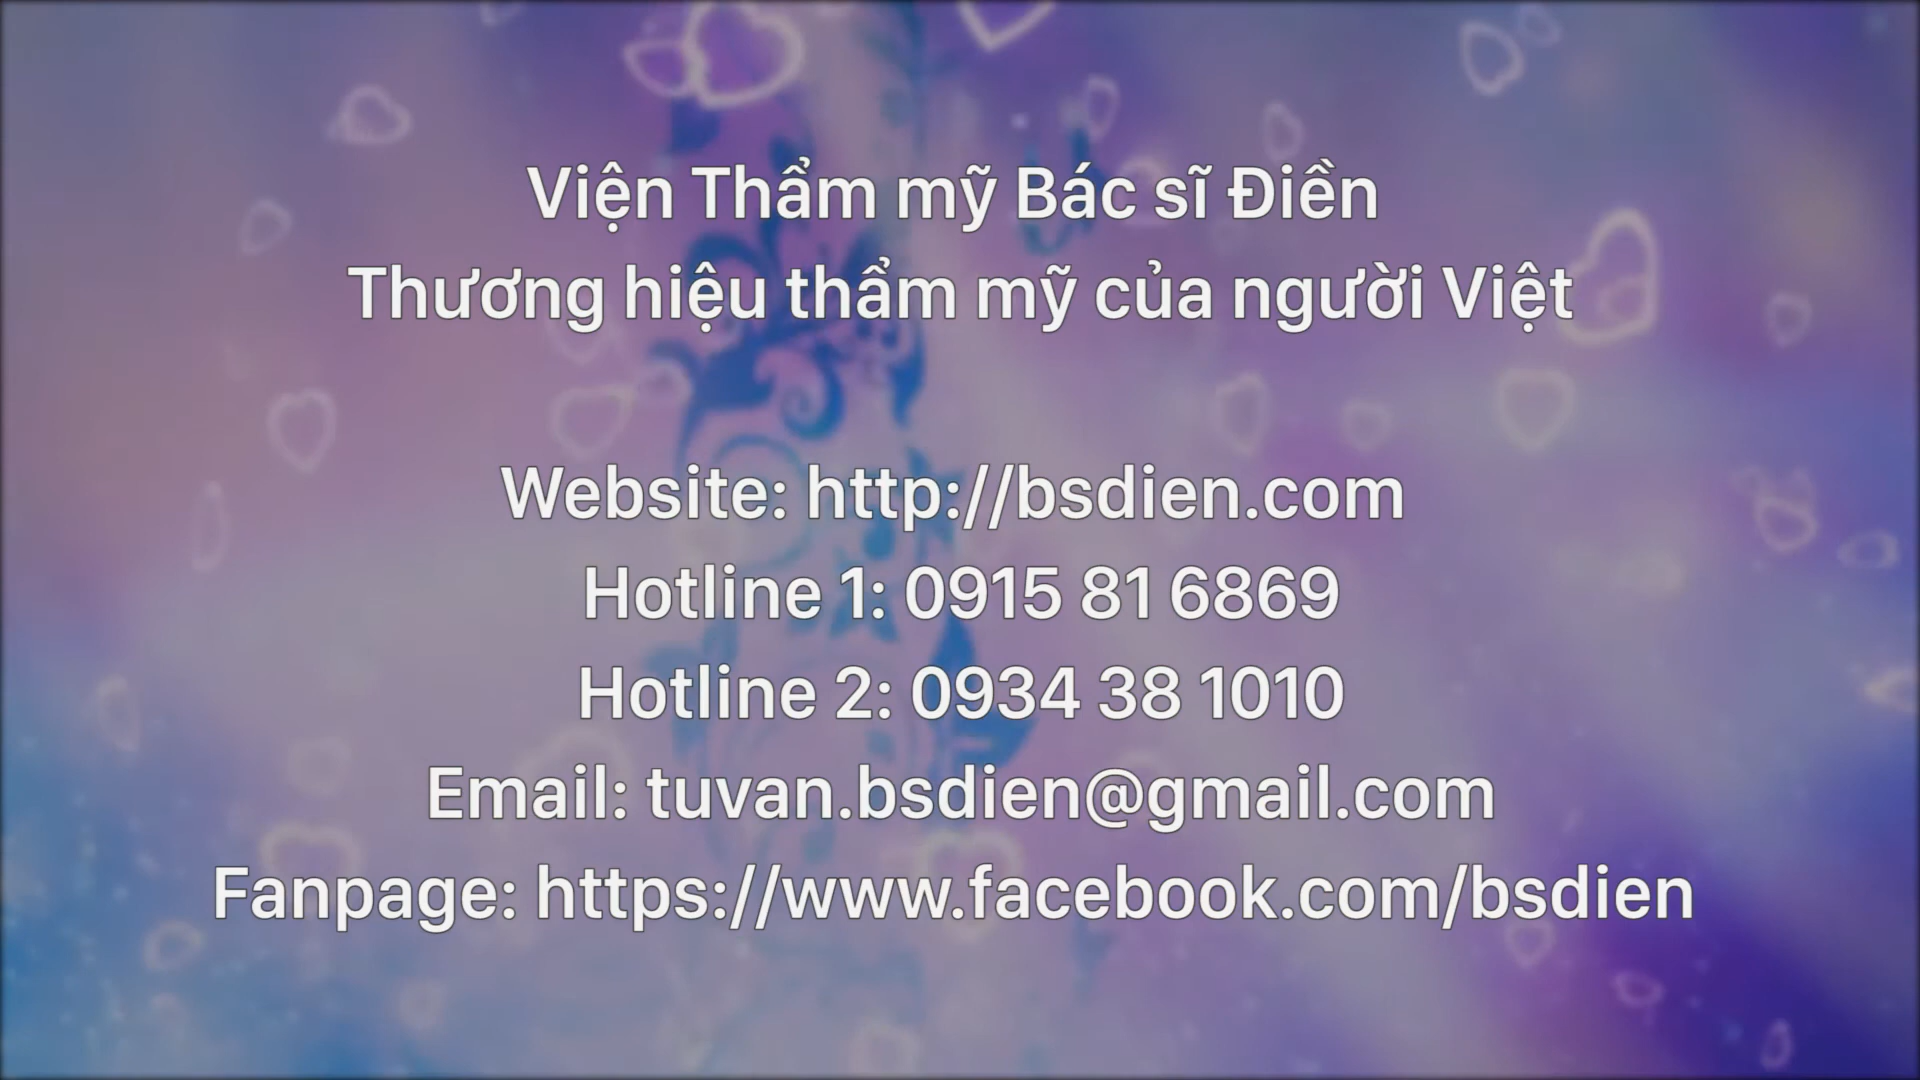 Viện Thẩm mỹ Bác sĩ Điền
Thương hiệu thẩm mỹ của người Việt
Website: http://bsdien.com
Hotline 1: 0915 81 6869
Hotline 2: 0934 38 1010
Email: tuvan.bsdien@gmail.com
Fanpage: https://www.facebook.com/bsdien